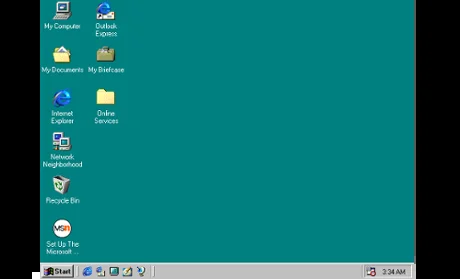 My Computer
Outlook
Express
My Documents
My Briefcase
Internet
Explorer
Online
Services
Network
Neighborhood
Recycle Bin
msn
Set Up The
Microsoft ...
Start
3:34 AM